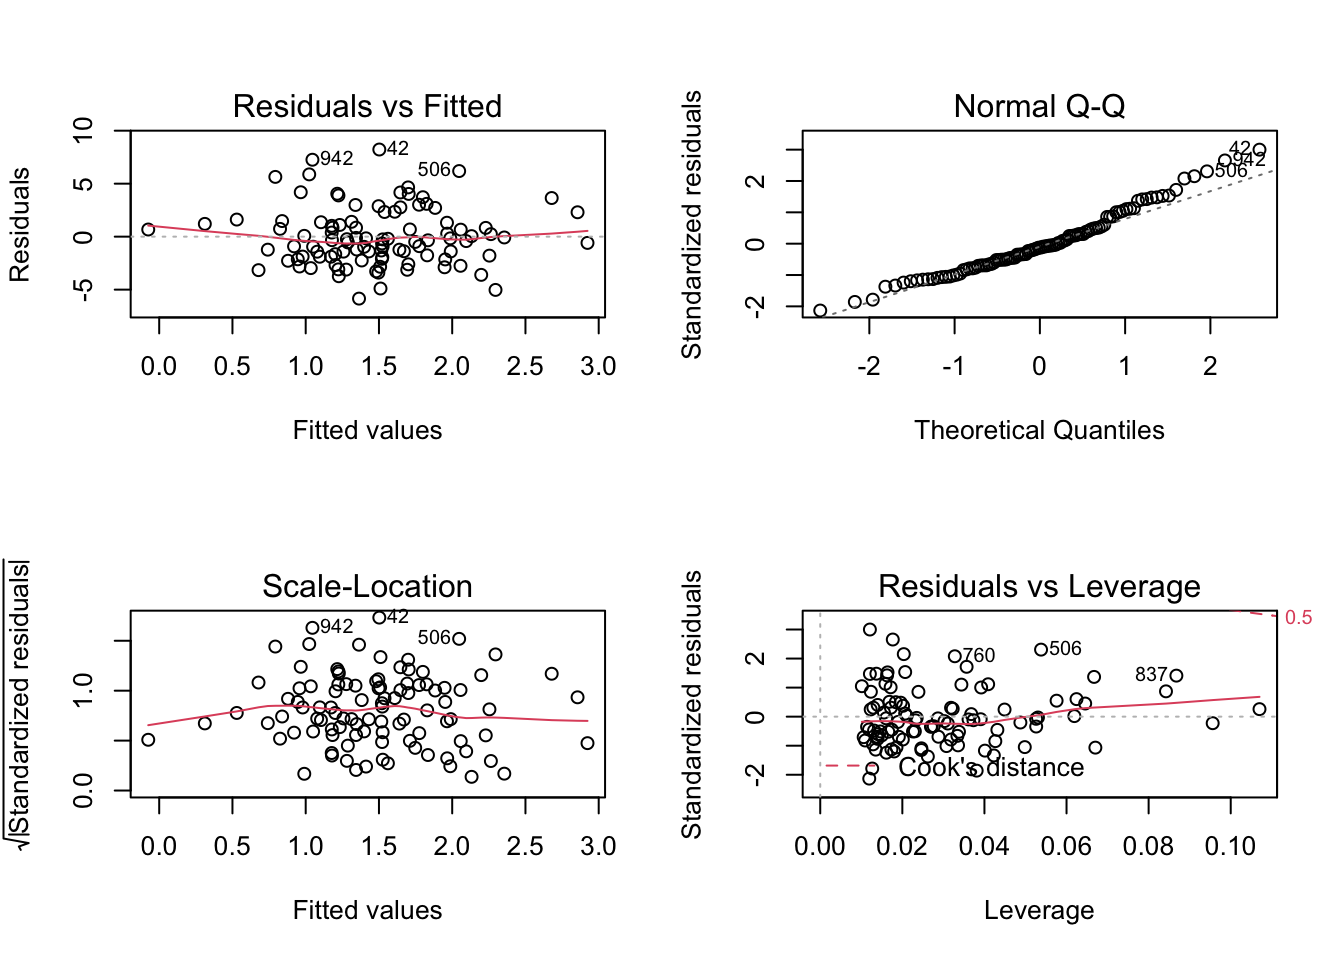 Residuals vs Fitted
Residuals
10
5
0
-5
942
42
506
0.0 0.5 1.0 1.5 2.0 2.5 3.0
Fitted values
Normal Q-Q
Standardized residuals
2
0
-2
42
942
506
-2 -1 0 1 2
Theoretical Quantiles
Scale-Location
√|Standardized residuals|
1.0
0.0
942
42
506
0.0 0.5 1.0 1.5 2.0 2.5 3.0
Fitted values
Residuals vs Leverage
Standardized residuals
2
0
-2
0.5
760
506
837
Cook's distance
0.00 0.02 0.04 0.06 0.08 0.10
Leverage